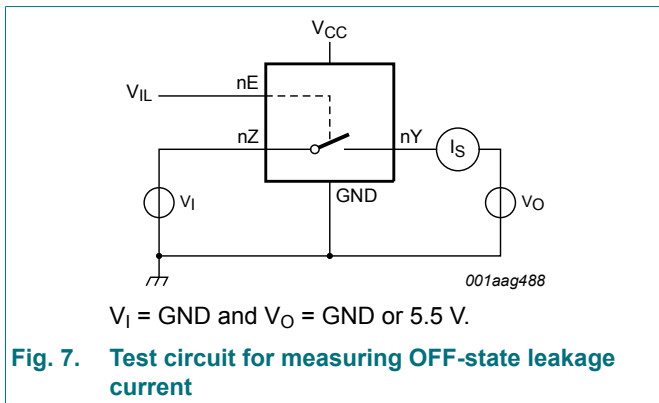 VCC
nE
VIL
nZ
nY
IS
GND
VI
VO
001aag488
VI = GND and VO = GND or 5.5 V.
Fig. 7. Test circuit for measuring OFF-state leakage
current